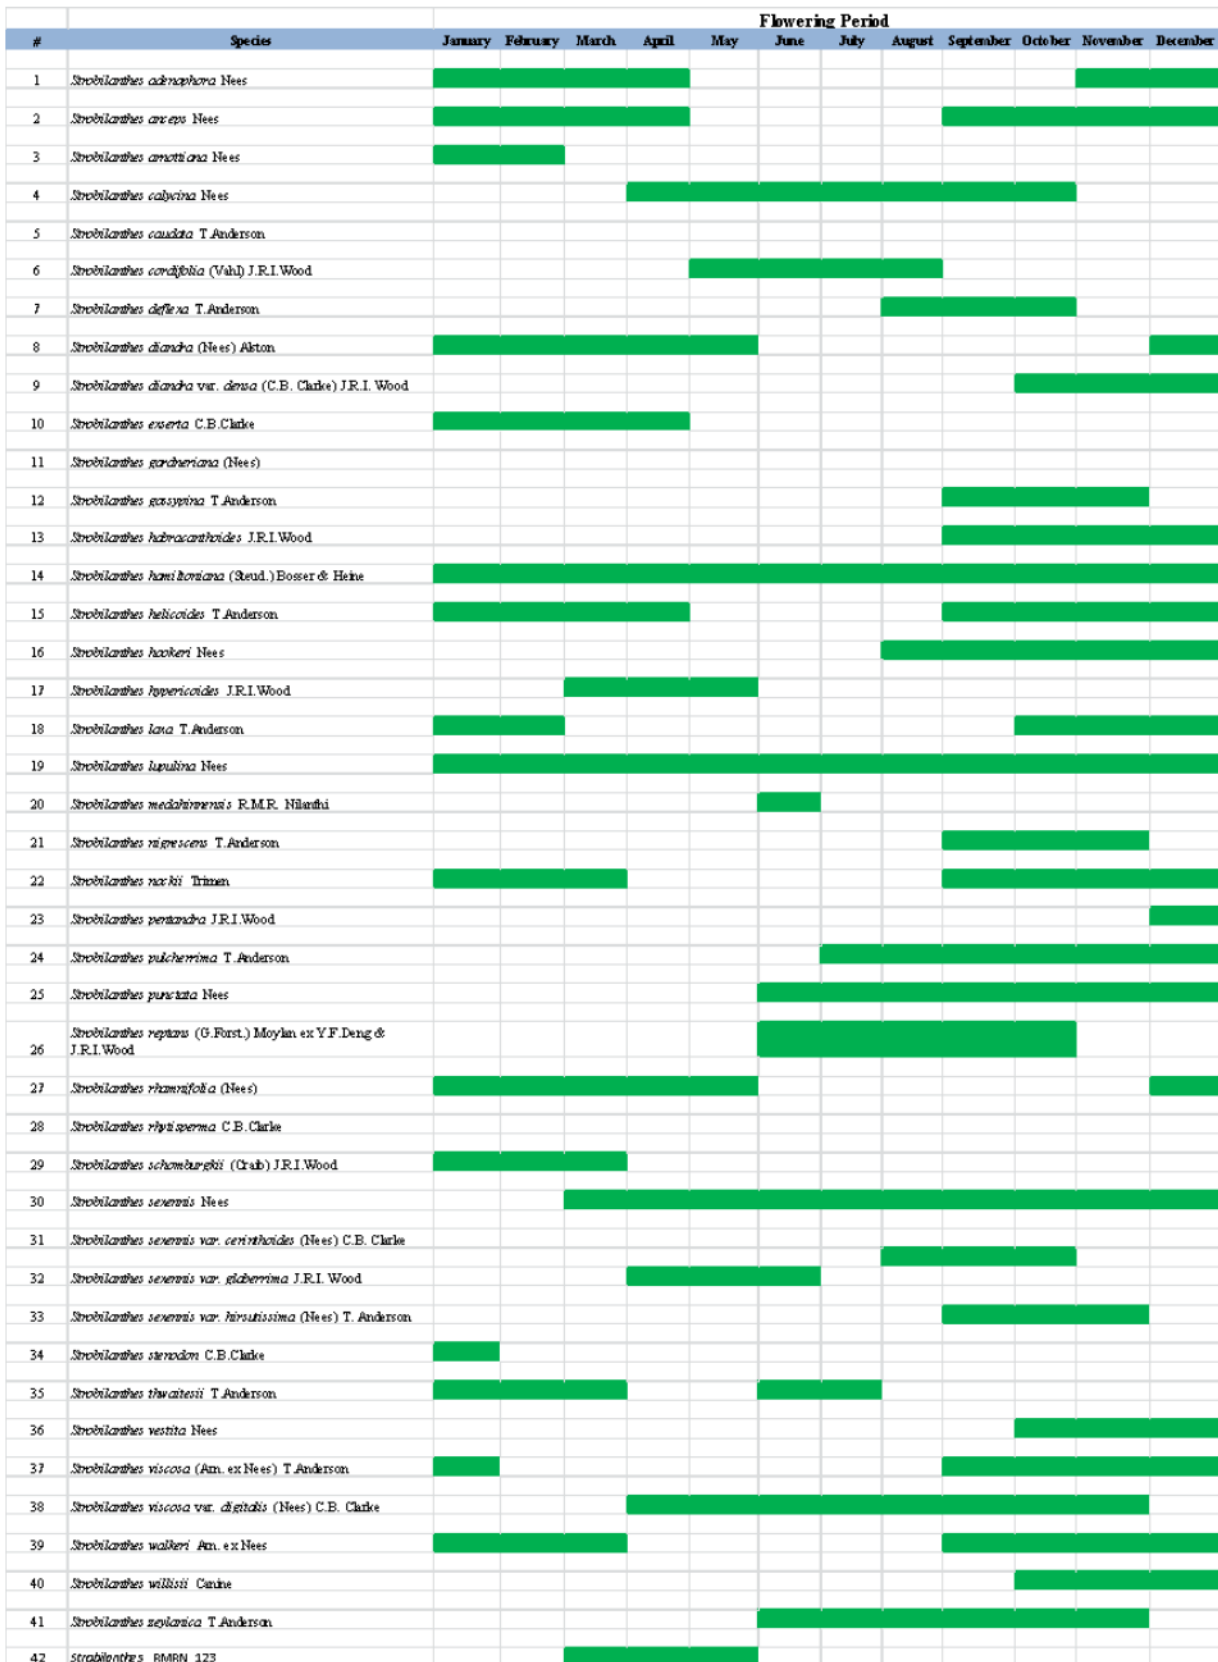 Flowering Period
# Species January February March April May June July August September October November December
1 Strobilanthes adenophora Nees
2 Strobilanthes anceps Nees
3 Strobilanthes arnottiana Nees
4 Strobilanthes calycina Nees
5 Strobilanthes caudata T.Anderson
6 Strobilanthes cordifolia (Vahl) J.R.I.Wood
7 Strobilanthes deflexa T.Anderson
8 Strobilanthes diandra (Nees) Alston
9 Strobilanthes diandra var. densa (C.B. Clarke) J.R.I. Wood
10 Strobilanthes exserta C.B.Clarke
11 Strobilanthes gardneriana (Nees)
12 Strobilanthes gossypina T.Anderson
13 Strobilanthes habracanthoides J.R.I.Wood
14 Strobilanthes hamiltoniana (Steud.) Bosser & Heine
15 Strobilanthes helicoides T.Anderson
16 Strobilanthes hookeri Nees
17 Strobilanthes hypericoides J.R.I.Wood
18 Strobilanthes laxa T.Anderson
19 Strobilanthes lupulina Nees
20 Strobilanthes medahinnensis R.M.R. Nilanthi
21 Strobilanthes nigrescens T.Anderson
22 Strobilanthes nockii Trimen
23 Strobilanthes pentandra J.R.I.Wood
24 Strobilanthes pulcherrima T.Anderson
25 Strobilanthes punctata Nees
26 Strobilanthes reptans (G.Forst.) Moylan ex Y.F.Deng &
J.R.I.Wood
27 Strobilanthes rhamnifolia (Nees)
28 Strobilanthes rhytisperma C.B.Clarke
29 Strobilanthes schomburgkii (Craib) J.R.I.Wood
30 Strobilanthes sexennis Nees
31 Strobilanthes sexennis var. cerinthoides (Nees) C.B. Clarke
32 Strobilanthes sexennis var. glaberrima J.R.I. Wood
33 Strobilanthes sexennis var. hirsutissima (Nees) T. Anderson
34 Strobilanthes stenodon C.B.Clarke
35 Strobilanthes thwaitesii T.Anderson
36 Strobilanthes vestita Nees
37 Strobilanthes viscosa (Arn. ex Nees) T.Anderson
38 Strobilanthes viscosa var. digitalis (Nees) C.B. Clarke
39 Strobilanthes walkeri Arn. ex Nees
40 Strobilanthes willisii Carine
41 Strobilanthes zeylanica T.Anderson
42 Strobilanthes RMRN 123